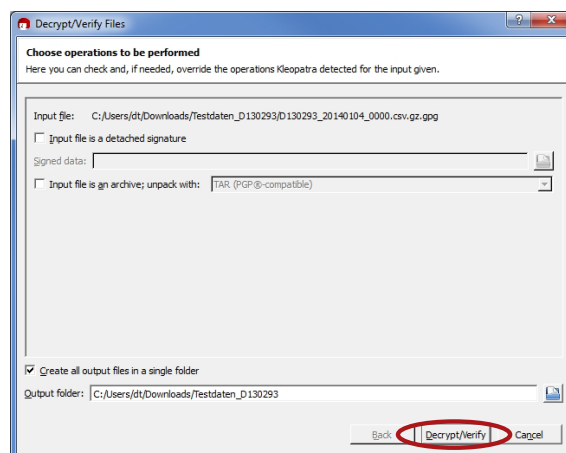 Decrypt/Verify Files
Choose operations to be performed
Here you can check and, if needed, override the operations Kleopatra detected for the input given.
Input file: C:/Users/dt/Downloads/Testdaten_D130293/D130293_20140104_0000.csv.gz.gpg
Input file is a detached signature
Signed data:
Input file is an archive; unpack with: TAR (PGP®-compatible)
Create all output files in a single folder
Output folder: C:/Users/dt/Downloads/Testdaten_D130293
Back Decrypt/Verify Cancel